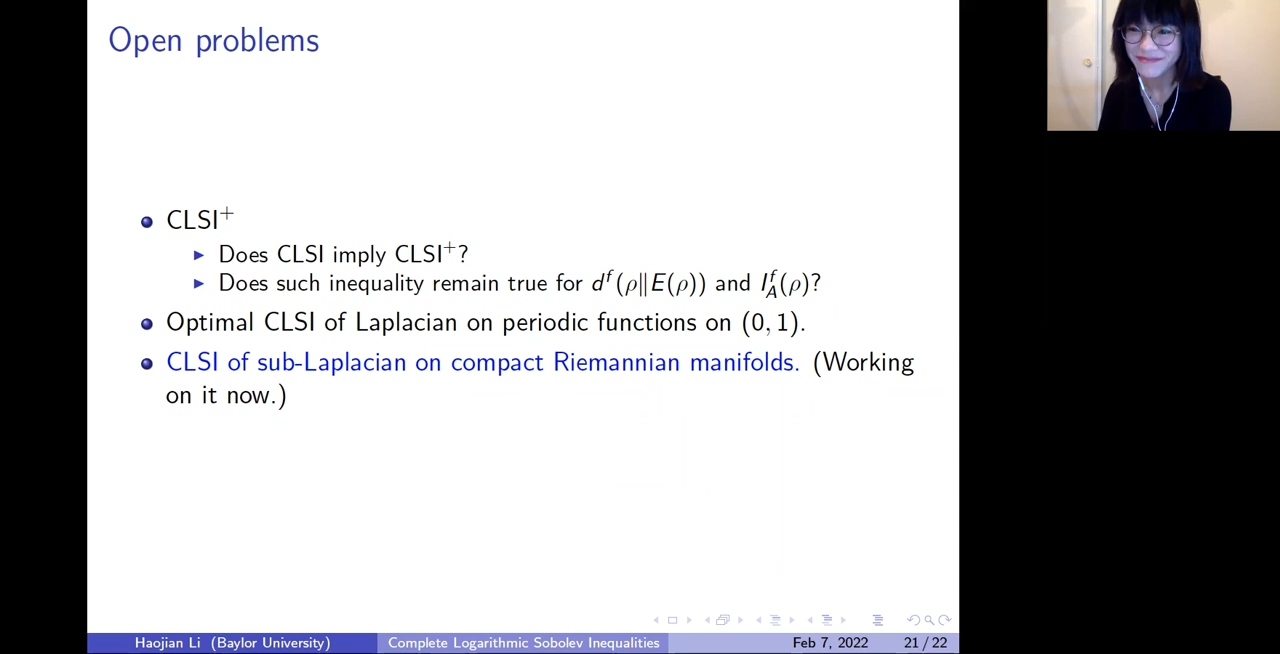 Open problems
CLSI⁺
Does CLSI imply CLSI⁺?
Does such inequality remain true for d^f(ρ‖E(ρ)) and I_A^f(ρ)?
Optimal CLSI of Laplacian on periodic functions on (0, 1).
CLSI of sub-Laplacian on compact Riemannian manifolds. (Working
on it now.)
Haojian Li (Baylor University) Complete Logarithmic Sobolev Inequalities Feb 7, 2022 21 / 22